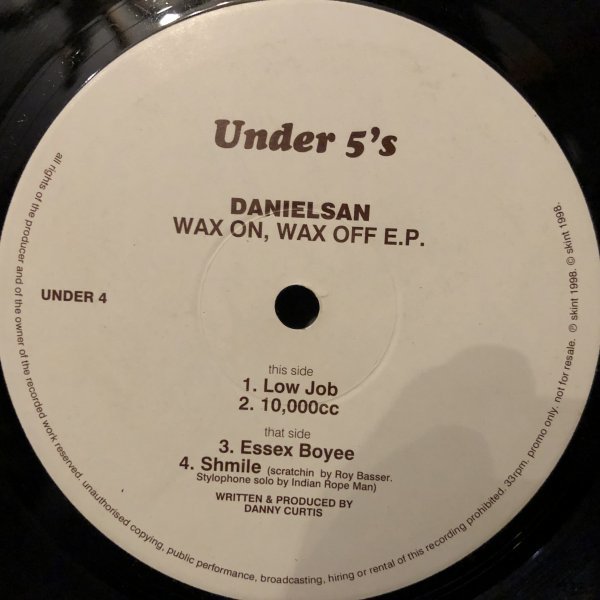 Under 5's
DANIELSAN
WAX ON, WAX OFF E.P.
UNDER 4
this side
1. Low Job
2. 10,000cc
that side
3. Essex Boyee
4. Shmile (scratchin by Roy Basser.
Stylophone solo by Indian Rope Man)
WRITTEN & PRODUCED BY
DANNY CURTIS
all rights of the producer and of the owner of the recorded work reserved. unauthorised copying, public performance, broadcasting, hiring or rental of this recording prohibited. 33rpm. promo only. not for resale. ℗ skint 1998. © skint 1998.